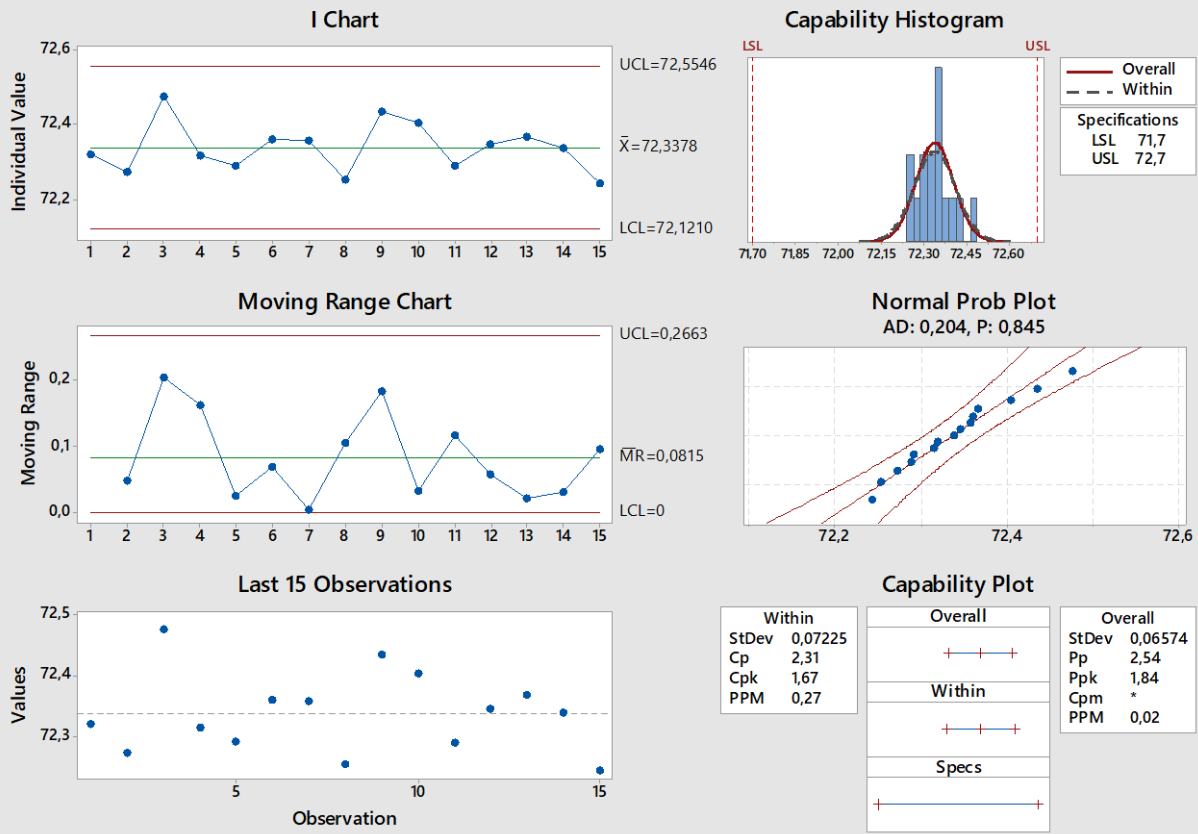 I Chart
Individual Value
72,6
72,4
72,2
UCL=72,5546
X̄=72,3378
LCL=72,1210
1 2 3 4 5 6 7 8 9 10 11 12 13 14 15
Capability Histogram
LSL USL
71,70 71,85 72,00 72,15 72,30 72,45 72,60
Overall
Within
Specifications
LSL 71,7
USL 72,7
Moving Range Chart
Moving Range
0,2
0,1
0,0
UCL=0,2663
M̅R̅=0,0815
LCL=0
1 2 3 4 5 6 7 8 9 10 11 12 13 14 15
Normal Prob Plot
AD: 0,204, P: 0,845
72,2 72,4 72,6
Last 15 Observations
Values
72,5
72,4
72,3
5 10 15
Observation
Capability Plot
Within
StDev 0,07225
Cp 2,31
Cpk 1,67
PPM 0,27
Overall
Within
Specs
Overall
StDev 0,06574
Pp 2,54
Ppk 1,84
Cpm *
PPM 0,02